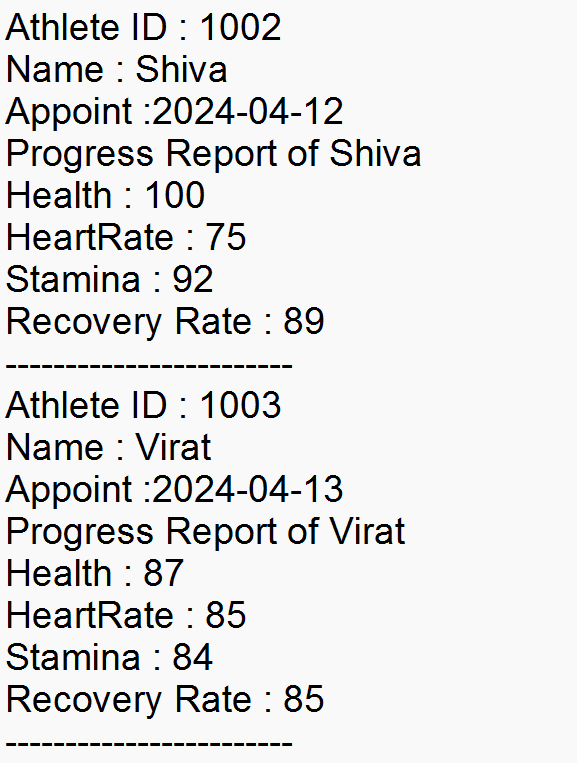 Athlete ID : 1002
Name : Shiva
Appoint :2024-04-12
Progress Report of Shiva
Health : 100
HeartRate : 75
Stamina : 92
Recovery Rate : 89
------------------------
Athlete ID : 1003
Name : Virat
Appoint :2024-04-13
Progress Report of Virat
Health : 87
HeartRate : 85
Stamina : 84
Recovery Rate : 85
------------------------